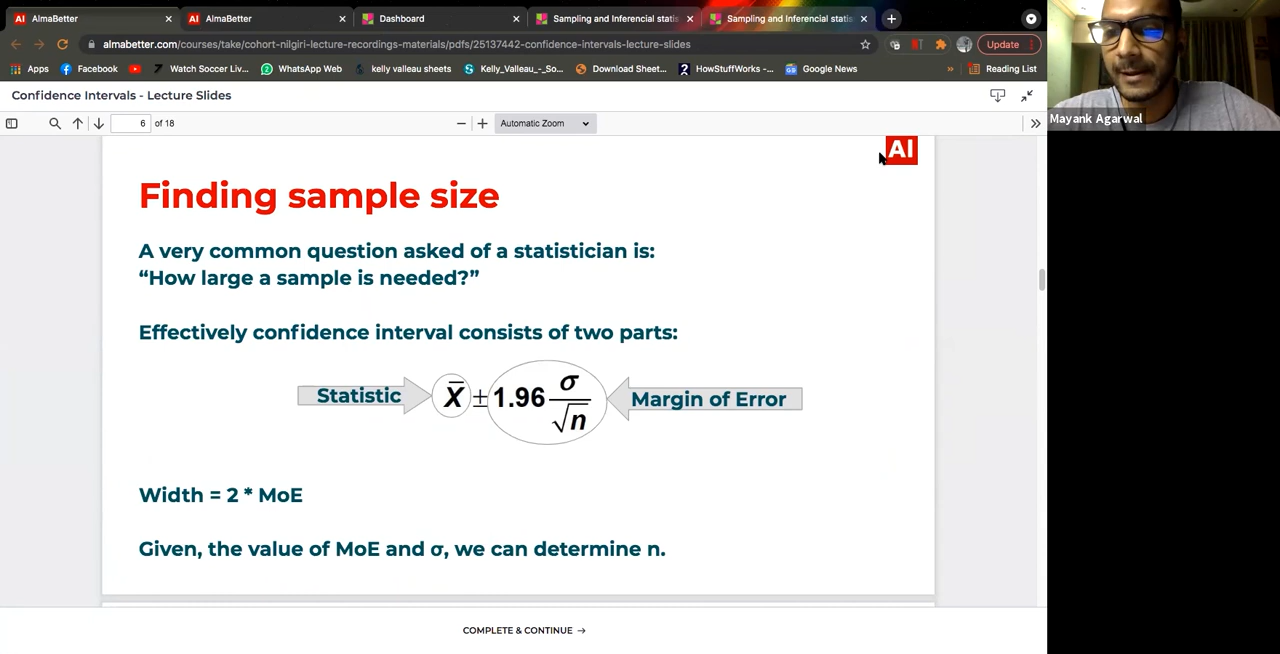 AlmaBetter
AlmaBetter
Dashboard
Sampling and Inferencial statis
Sampling and Inferencial statis
almabetter.com/courses/take/cohort-nilgiri-lecture-recordings-materials/pdfs/25137442-confidence-intervals-lecture-slides
Update
Apps
Facebook
Watch Soccer Liv...
WhatsApp Web
kelly valleau sheets
Kelly_Valleau_-_So...
Download Sheet...
HowStuffWorks -...
Google News
»
Reading List
Mayank Agarwal
Confidence Intervals - Lecture Slides
6 of 18
Automatic Zoom
AI
Finding sample size
A very common question asked of a statistician is:
“How large a sample is needed?”
Effectively confidence interval consists of two parts:
Statistic X̄ ± 1.96 σ/√n Margin of Error
Width = 2 * MoE
Given, the value of MoE and σ, we can determine n.
COMPLETE & CONTINUE →